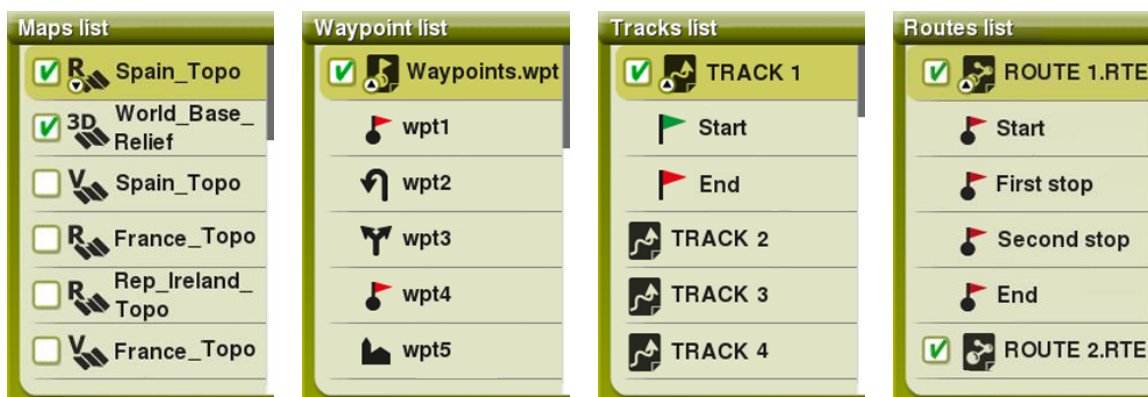 Maps list
R Spain_Topo
3D World_Base_
Relief
V Spain_Topo
R France_Topo
R Rep_Ireland_
Topo
V France_Topo
Waypoint list
Waypoints.wpt
wpt1
wpt2
wpt3
wpt4
wpt5
Tracks list
TRACK 1
Start
End
TRACK 2
TRACK 3
TRACK 4
Routes list
ROUTE 1.RTE
Start
First stop
Second stop
End
ROUTE 2.RTE